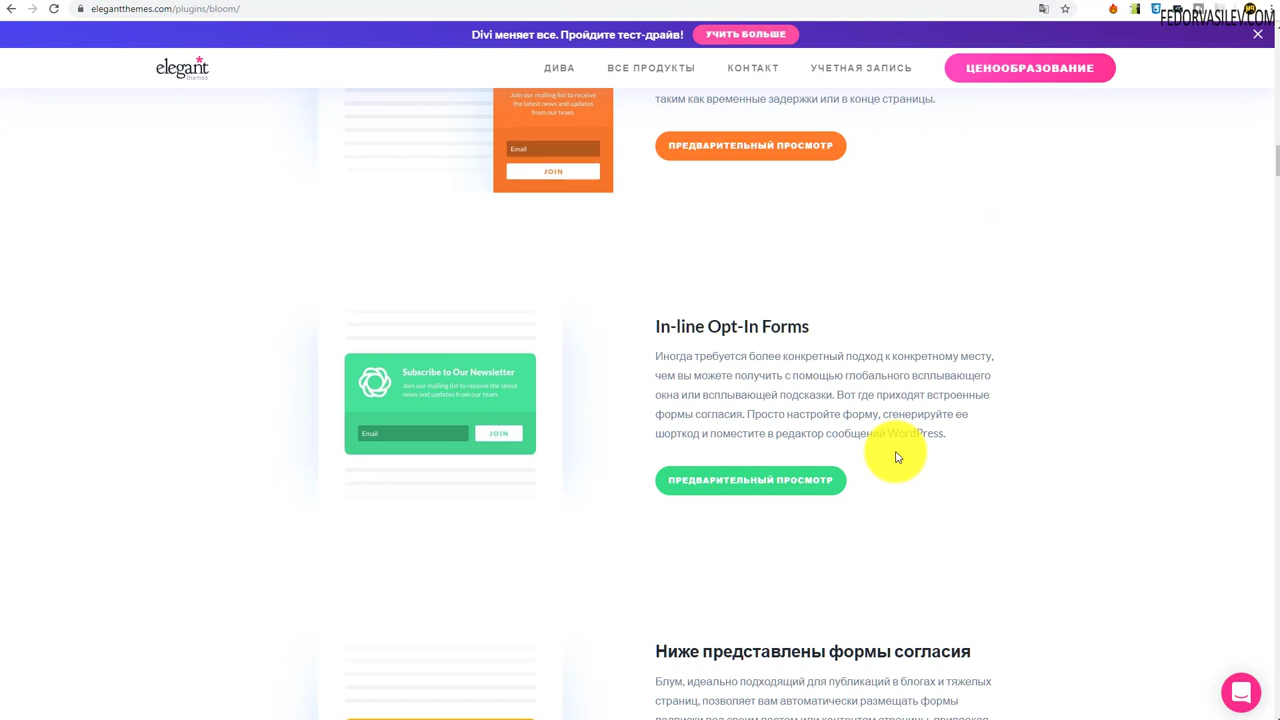 elegantthemes.com/plugins/bloom/
FEDORVASILEV.COM
Divi меняет все. Пройдите тест-драйв!
УЧИТЬ БОЛЬШЕ
elegant
themes
ДИВА
ВСЕ ПРОДУКТЫ
КОНТАКТ
УЧЕТНАЯ ЗАПИСЬ
ЦЕНООБРАЗОВАНИЕ
Join our mailing list to receive
the latest news and updates
from our team.
Email
JOIN
таким как временные задержки или в конце страницы.
ПРЕДВАРИТЕЛЬНЫЙ ПРОСМОТР
Subscribe to Our Newsletter
Join our mailing list to receive the latest
news and updates from our team.
Email
JOIN
In-line Opt-In Forms
Иногда требуется более конкретный подход к конкретному месту,
чем вы можете получить с помощью глобального всплывающего
окна или всплывающей подсказки. Вот где приходят встроенные
формы согласия. Просто настройте форму, сгенерируйте ее
шорткод и поместите в редактор сообщений WordPress.
ПРЕДВАРИТЕЛЬНЫЙ ПРОСМОТР
Ниже представлены формы согласия
Блум, идеально подходящий для публикаций в блогах и тяжелых
страниц, позволяет вам автоматически размещать формы